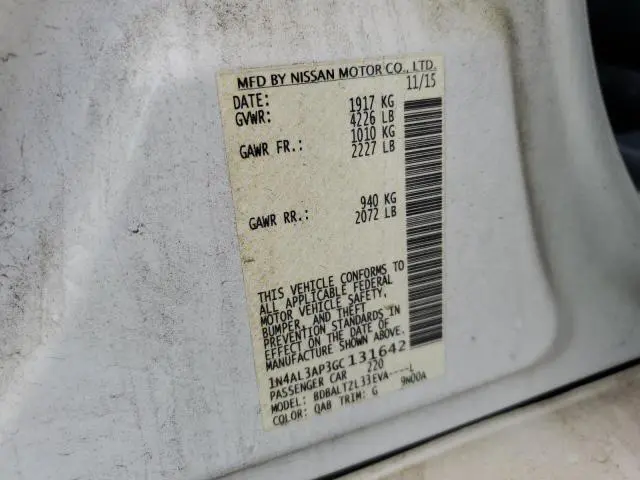 MFD BY NISSAN MOTOR CO., LTD.
DATE: 11/15
GVWR: 1917 KG
4226 LB
GAWR FR.: 1010 KG
2227 LB
GAWR RR.: 940 KG
2072 LB
THIS VEHICLE CONFORMS TO
ALL APPLICABLE FEDERAL
MOTOR VEHICLE SAFETY,
BUMPER, AND THEFT
PREVENTION STANDARDS IN
EFFECT ON THE DATE OF
MANUFACTURE SHOWN ABOVE.
1N4AL3AP3GC131642
PASSENGER CAR 220
MODEL: BDBALTZL33EVA----L
COLOR: QAB TRIM: G 9N00A